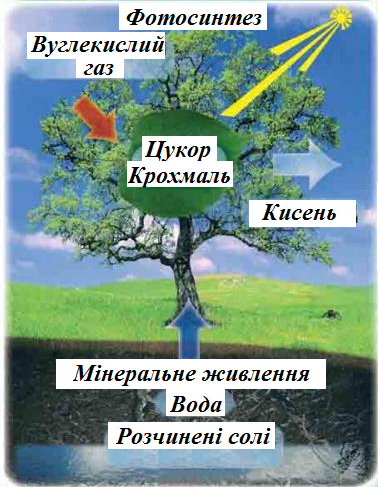 Фотосинтез
Вуглекислий
газ
Цукор
Крохмаль
Кисень
Мінеральне живлення
Вода
Розчинені солі